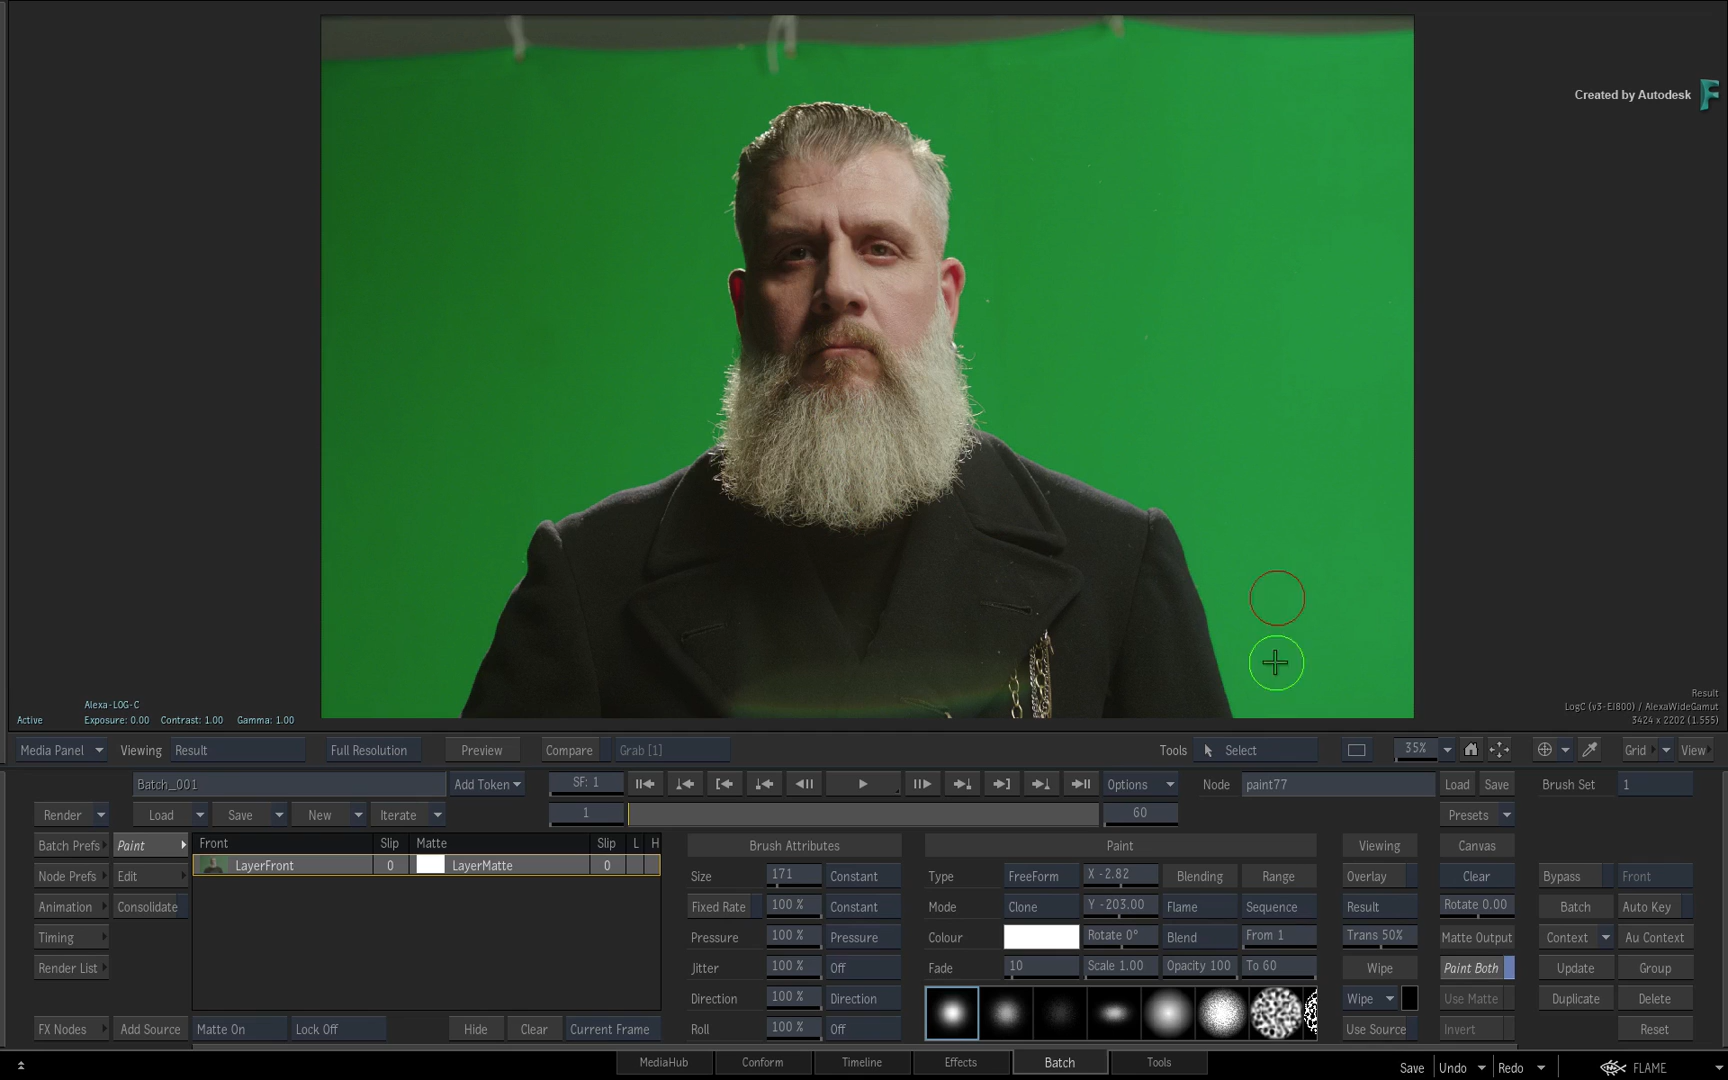 Created by Autodesk
Alexa-LOG-C
Active Exposure: 0.00 Contrast: 1.00 Gamma: 1.00
Result
LogC (v3-EI800) / AlexaWideGamut
3424 x 2202 (1.555)
Media Panel Viewing Result Full Resolution Preview Compare Grab [1] Tools Select 35% Grid View
Batch_001 Add Token SF: 1 Options Node paint77 Load Save Brush Set 1
Render Load Save New Iterate 1 60 Presets
Batch Prefs Paint Front Slip Matte Slip L H Brush Attributes Paint Viewing Canvas
LayerFront 0 LayerMatte 0
Node Prefs Edit Size 171 Constant Type FreeForm X -2.82 Blending Range Overlay Clear Bypass Front
Animation Consolidate Fixed Rate 100 % Constant Mode Clone Y -203.00 Flame Sequence Result Rotate 0.00 Batch Auto Key
Timing Pressure 100 % Pressure Colour Rotate 0° Blend From 1 Trans 50% Matte Output Context Au Context
Render List Jitter 100 % Off Fade 10 Scale 1.00 Opacity 100 To 60 Wipe Paint Both Update Group
Direction 100 % Direction Wipe Use Matte Duplicate Delete
FX Nodes Add Source Matte On Lock Off Hide Clear Current Frame Roll 100 % Off Use Source Invert Reset
MediaHub Conform Timeline Effects Batch Tools Save Undo Redo FLAME